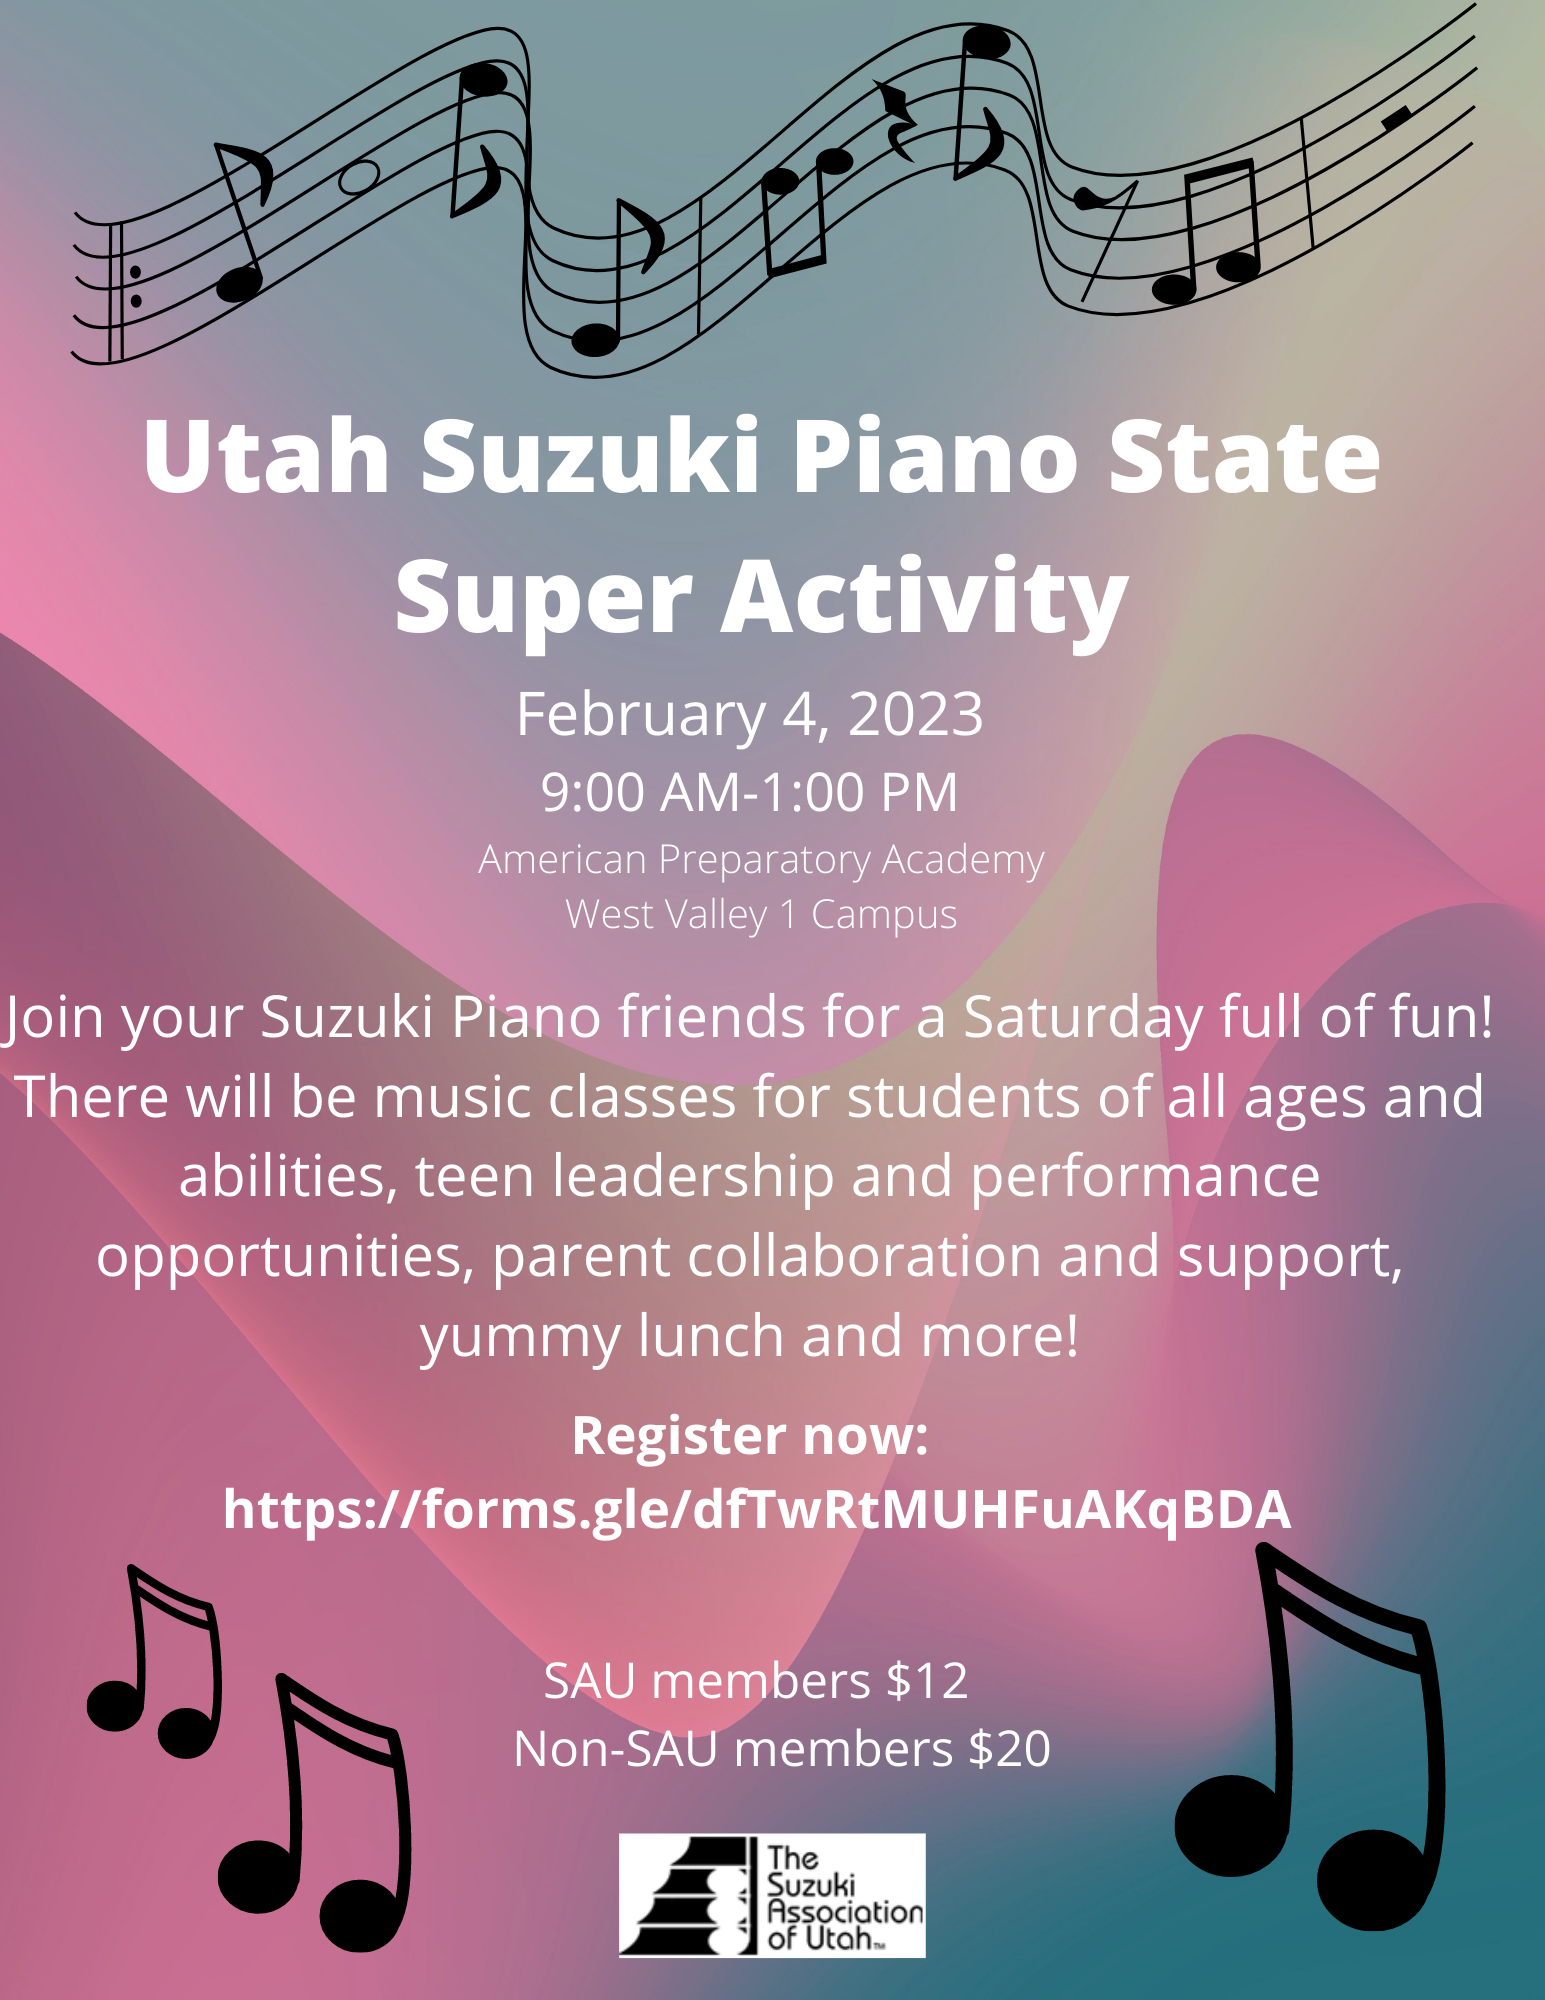 Utah Suzuki Piano State
Super Activity
February 4, 2023
9:00 AM-1:00 PM
American Preparatory Academy
West Valley 1 Campus
Join your Suzuki Piano friends for a Saturday full of fun!
There will be music classes for students of all ages and
abilities, teen leadership and performance
opportunities, parent collaboration and support,
yummy lunch and more!
Register now:
https://forms.gle/dfTwRtMUHFuAKqBDA
SAU members $12
Non-SAU members $20
The
Suzuki
Association
of Utah™